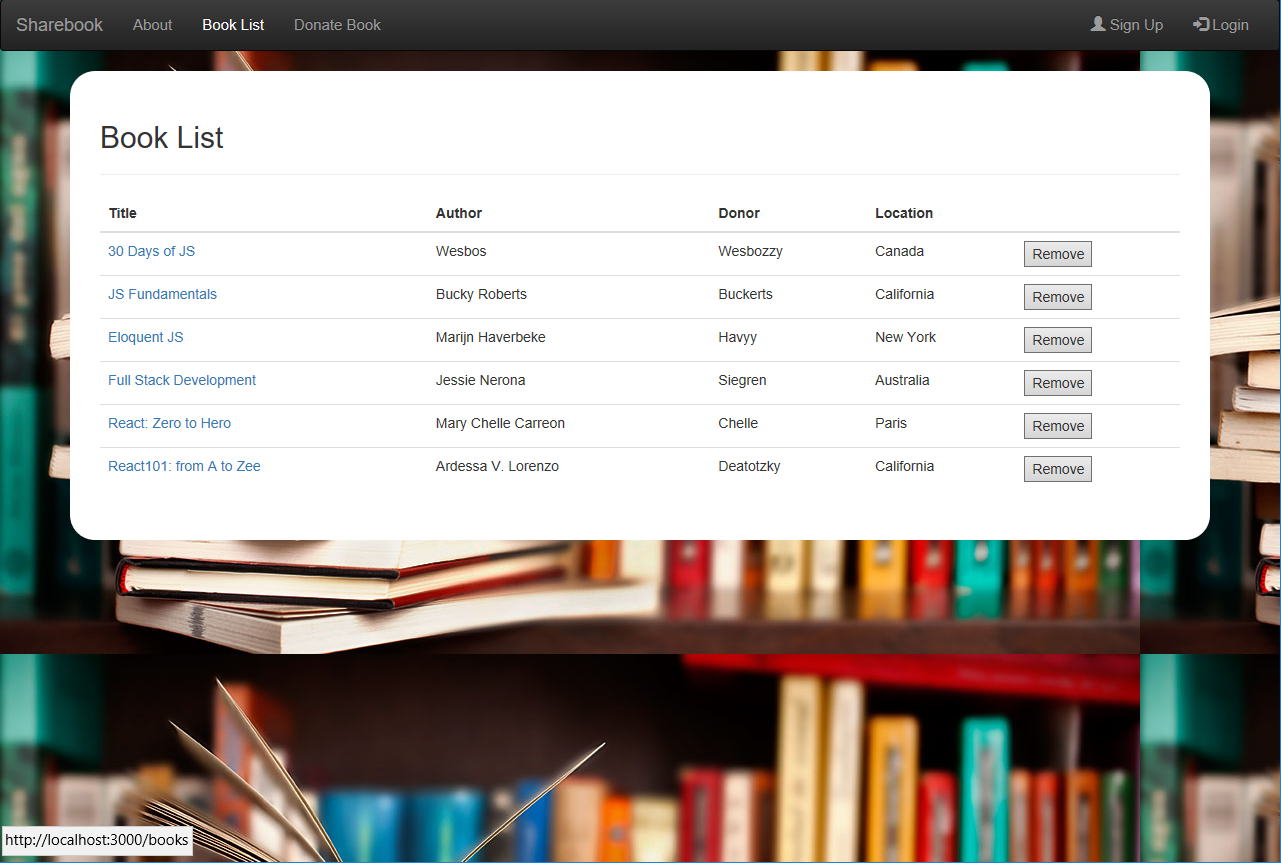 Sharebook About Book List Donate Book Sign Up Login
Book List
Title Author Donor Location
30 Days of JS Wesbos Wesbozzy Canada Remove
JS Fundamentals Bucky Roberts Buckerts California Remove
Eloquent JS Marijn Haverbeke Havyy New York Remove
Full Stack Development Jessie Nerona Siegren Australia Remove
React: Zero to Hero Mary Chelle Carreon Chelle Paris Remove
React101: from A to Zee Ardessa V. Lorenzo Deatotzky California Remove
http://localhost:3000/books